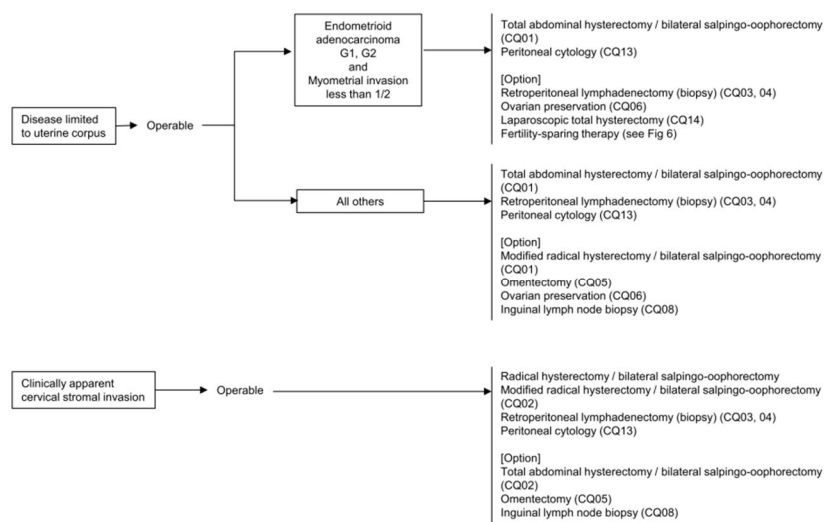 Disease limited
to uterine corpus
Operable
Endometrioid
adenocarcinoma
G1, G2
and
Myometrial invasion
less than 1/2
Total abdominal hysterectomy / bilateral salpingo-oophorectomy
(CQ01)
Peritoneal cytology (CQ13)
[Option]
Retroperitoneal lymphadenectomy (biopsy) (CQ03, 04)
Ovarian preservation (CQ06)
Laparoscopic total hysterectomy (CQ14)
Fertility-sparing therapy (see Fig 6)
All others
Total abdominal hysterectomy / bilateral salpingo-oophorectomy
(CQ01)
Retroperitoneal lymphadenectomy (biopsy) (CQ03, 04)
Peritoneal cytology (CQ13)
[Option]
Modified radical hysterectomy / bilateral salpingo-oophorectomy
(CQ01)
Omentectomy (CQ05)
Ovarian preservation (CQ06)
Inguinal lymph node biopsy (CQ08)
Clinically apparent
cervical stromal invasion
Operable
Radical hysterectomy / bilateral salpingo-oophorectomy
Modified radical hysterectomy / bilateral salpingo-oophorectomy
(CQ02)
Retroperitoneal lymphadenectomy (biopsy) (CQ03, 04)
Peritoneal cytology (CQ13)
[Option]
Total abdominal hysterectomy / bilateral salpingo-oophorectomy
(CQ02)
Omentectomy (CQ05)
Inguinal lymph node biopsy (CQ08)